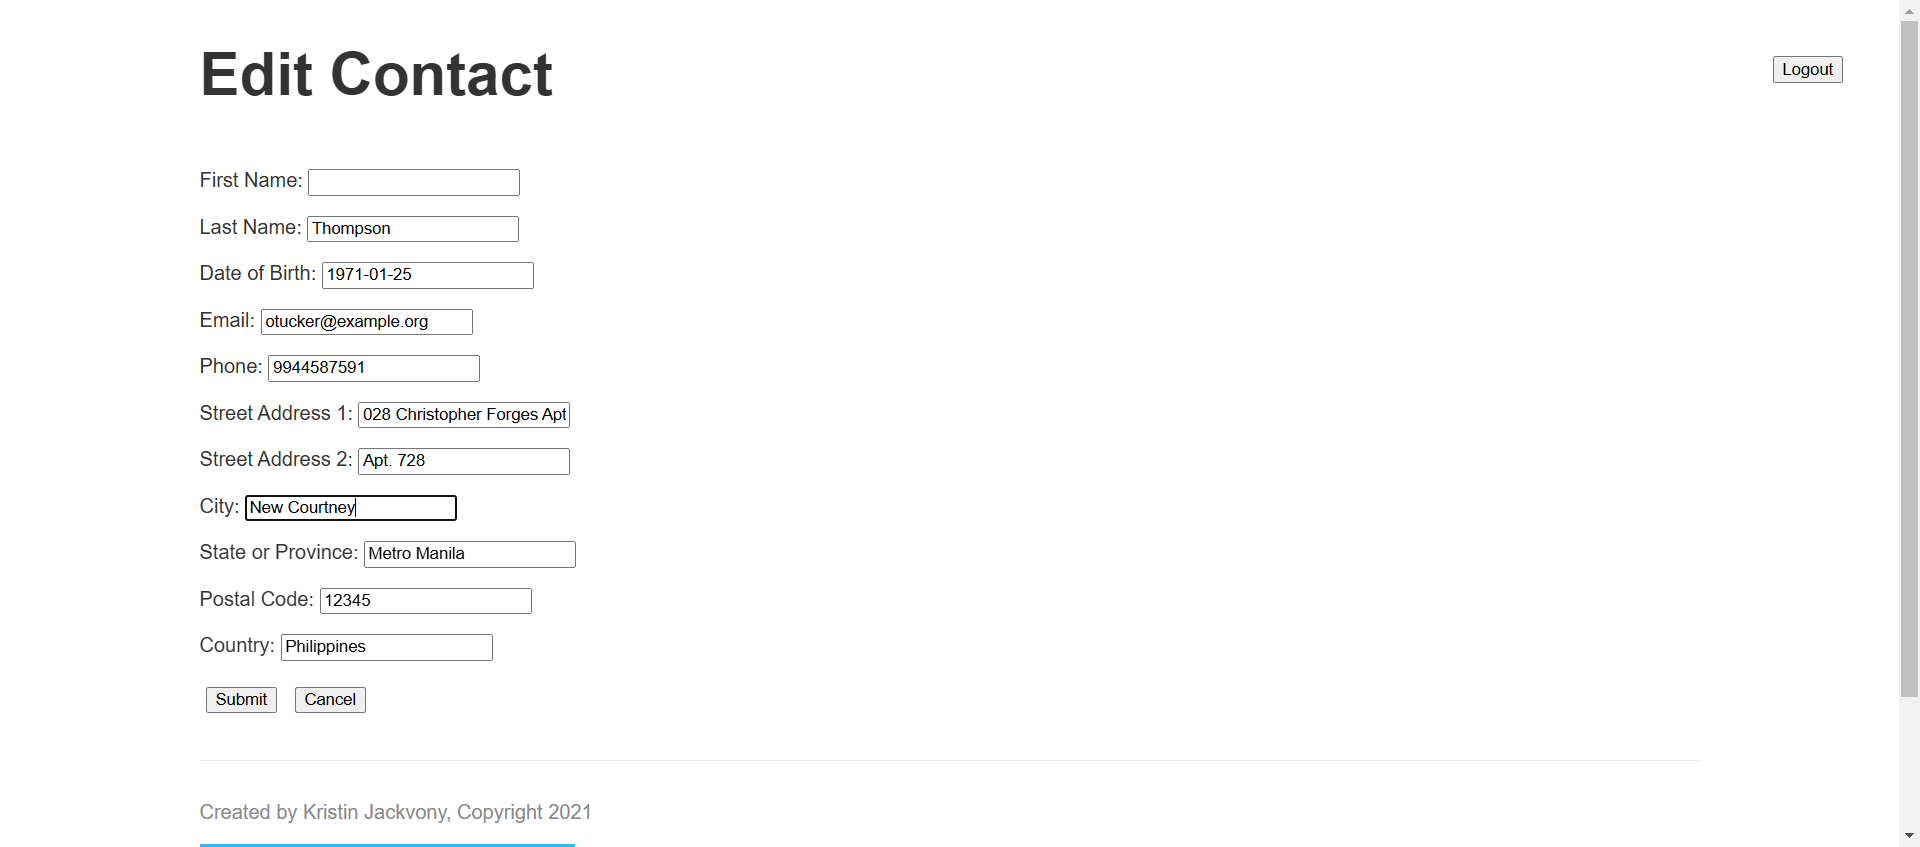 Edit Contact
Logout
First Name:
Last Name: Thompson
Date of Birth: 1971-01-25
Email: otucker@example.org
Phone: 9944587591
Street Address 1: 028 Christopher Forges Apt
Street Address 2: Apt. 728
City: New Courtney
State or Province: Metro Manila
Postal Code: 12345
Country: Philippines
Submit Cancel
Created by Kristin Jackvony, Copyright 2021